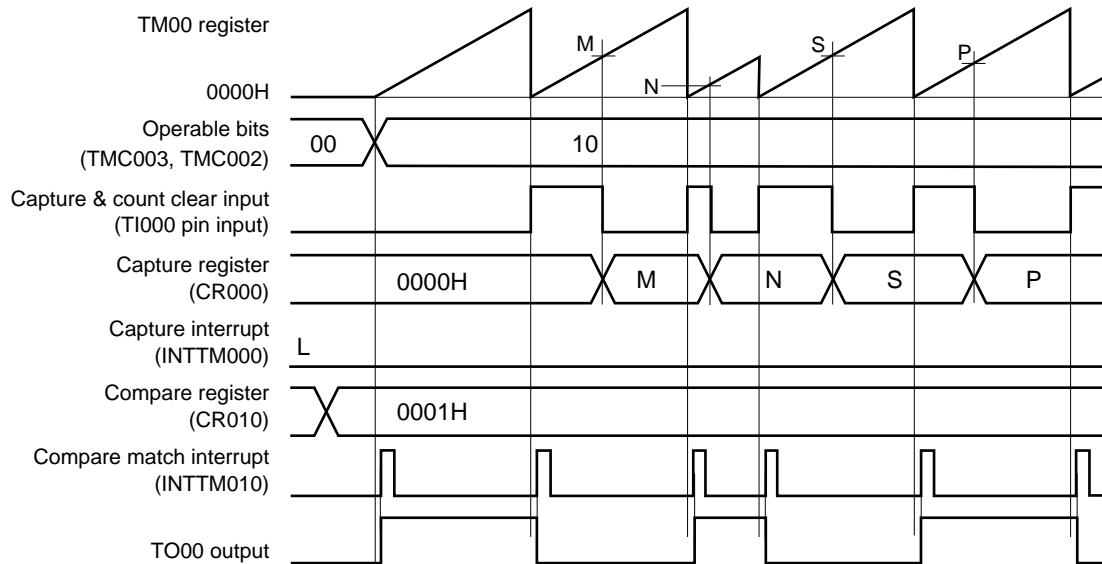 TM00 register
M
S
P
N
0000H
Operable bits
(TMC003, TMC002)
00
10
Capture & count clear input
(TI000 pin input)
Capture register
(CR000)
0000H
M
N
S
P
Capture interrupt
(INTTM000)
L
Compare register
(CR010)
0001H
Compare match interrupt
(INTTM010)
TO00 output